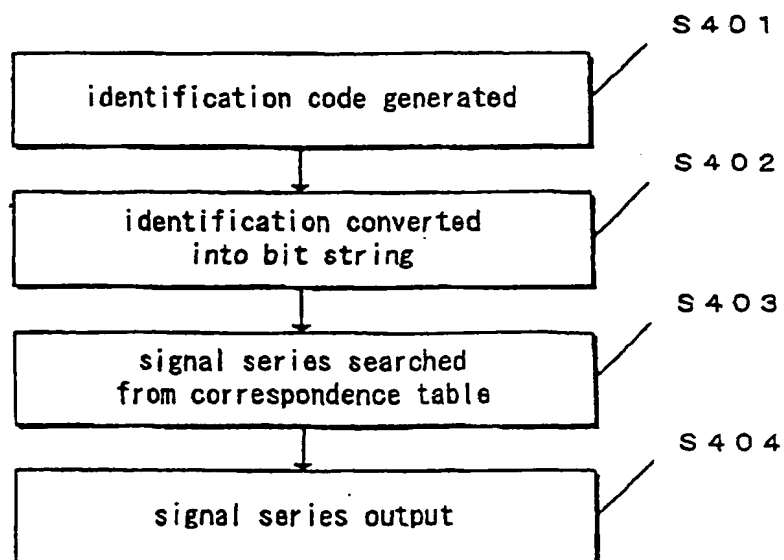 S401
identification code generated
S402
identification converted
into bit string
S403
signal series searched
from correspondence table
S404
signal series output